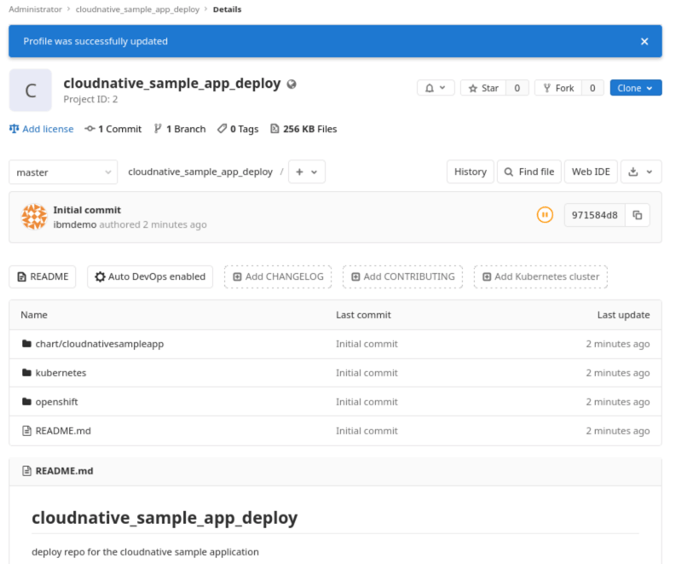 Administrator > cloudnative_sample_app_deploy > Details
Profile was successfully updated
C
cloudnative_sample_app_deploy
Project ID: 2
Star 0 Fork 0 Clone
Add license 1 Commit 1 Branch 0 Tags 256 KB Files
master cloudnative_sample_app_deploy / + History Find file Web IDE
Initial commit
ibmdemo authored 2 minutes ago
971584d8
README Auto DevOps enabled Add CHANGELOG Add CONTRIBUTING Add Kubernetes cluster
Name Last commit Last update
chart/cloudnativesampleapp Initial commit 2 minutes ago
kubernetes Initial commit 2 minutes ago
openshift Initial commit 2 minutes ago
README.md Initial commit 2 minutes ago
README.md
cloudnative_sample_app_deploy
deploy repo for the cloudnative sample application